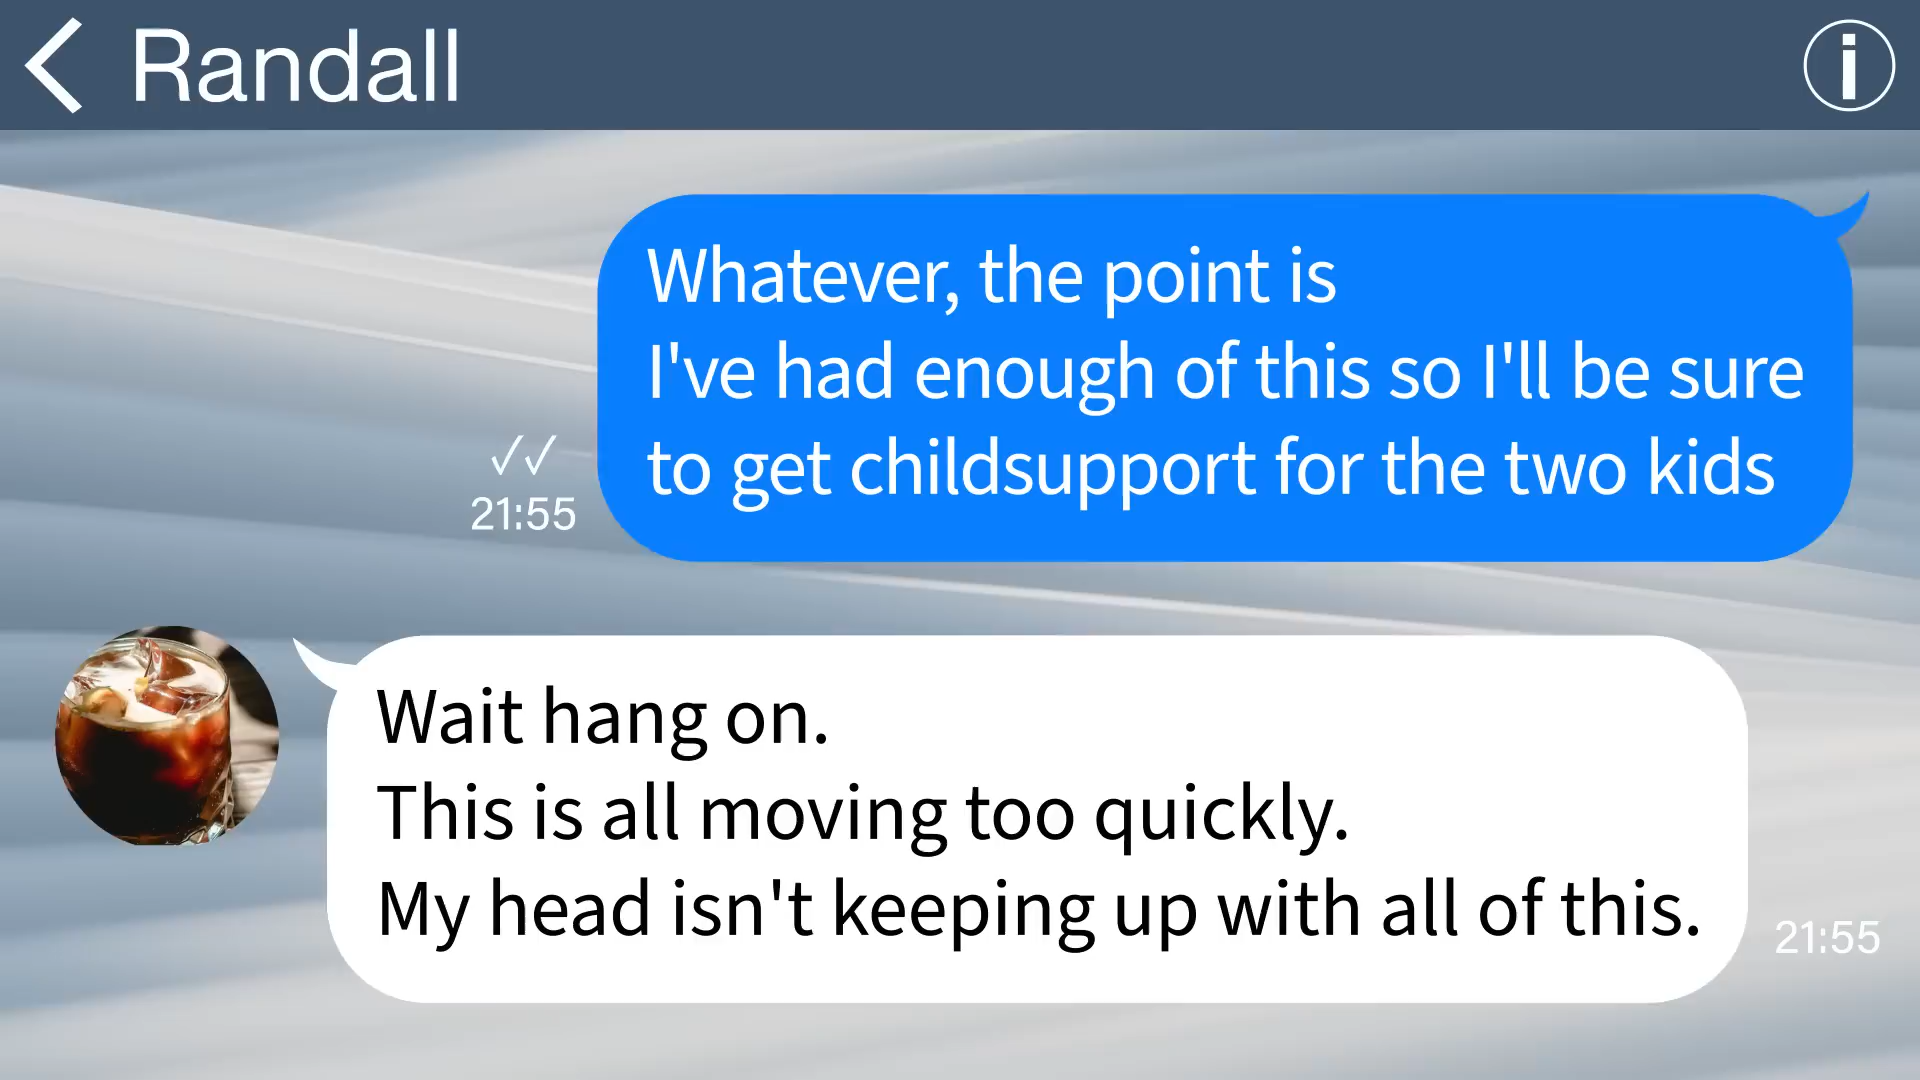 Randall
Whatever, the point is
I've had enough of this so I'll be sure
to get childsupport for the two kids
21:55
Wait hang on.
This is all moving too quickly.
My head isn't keeping up with all of this.
21:55